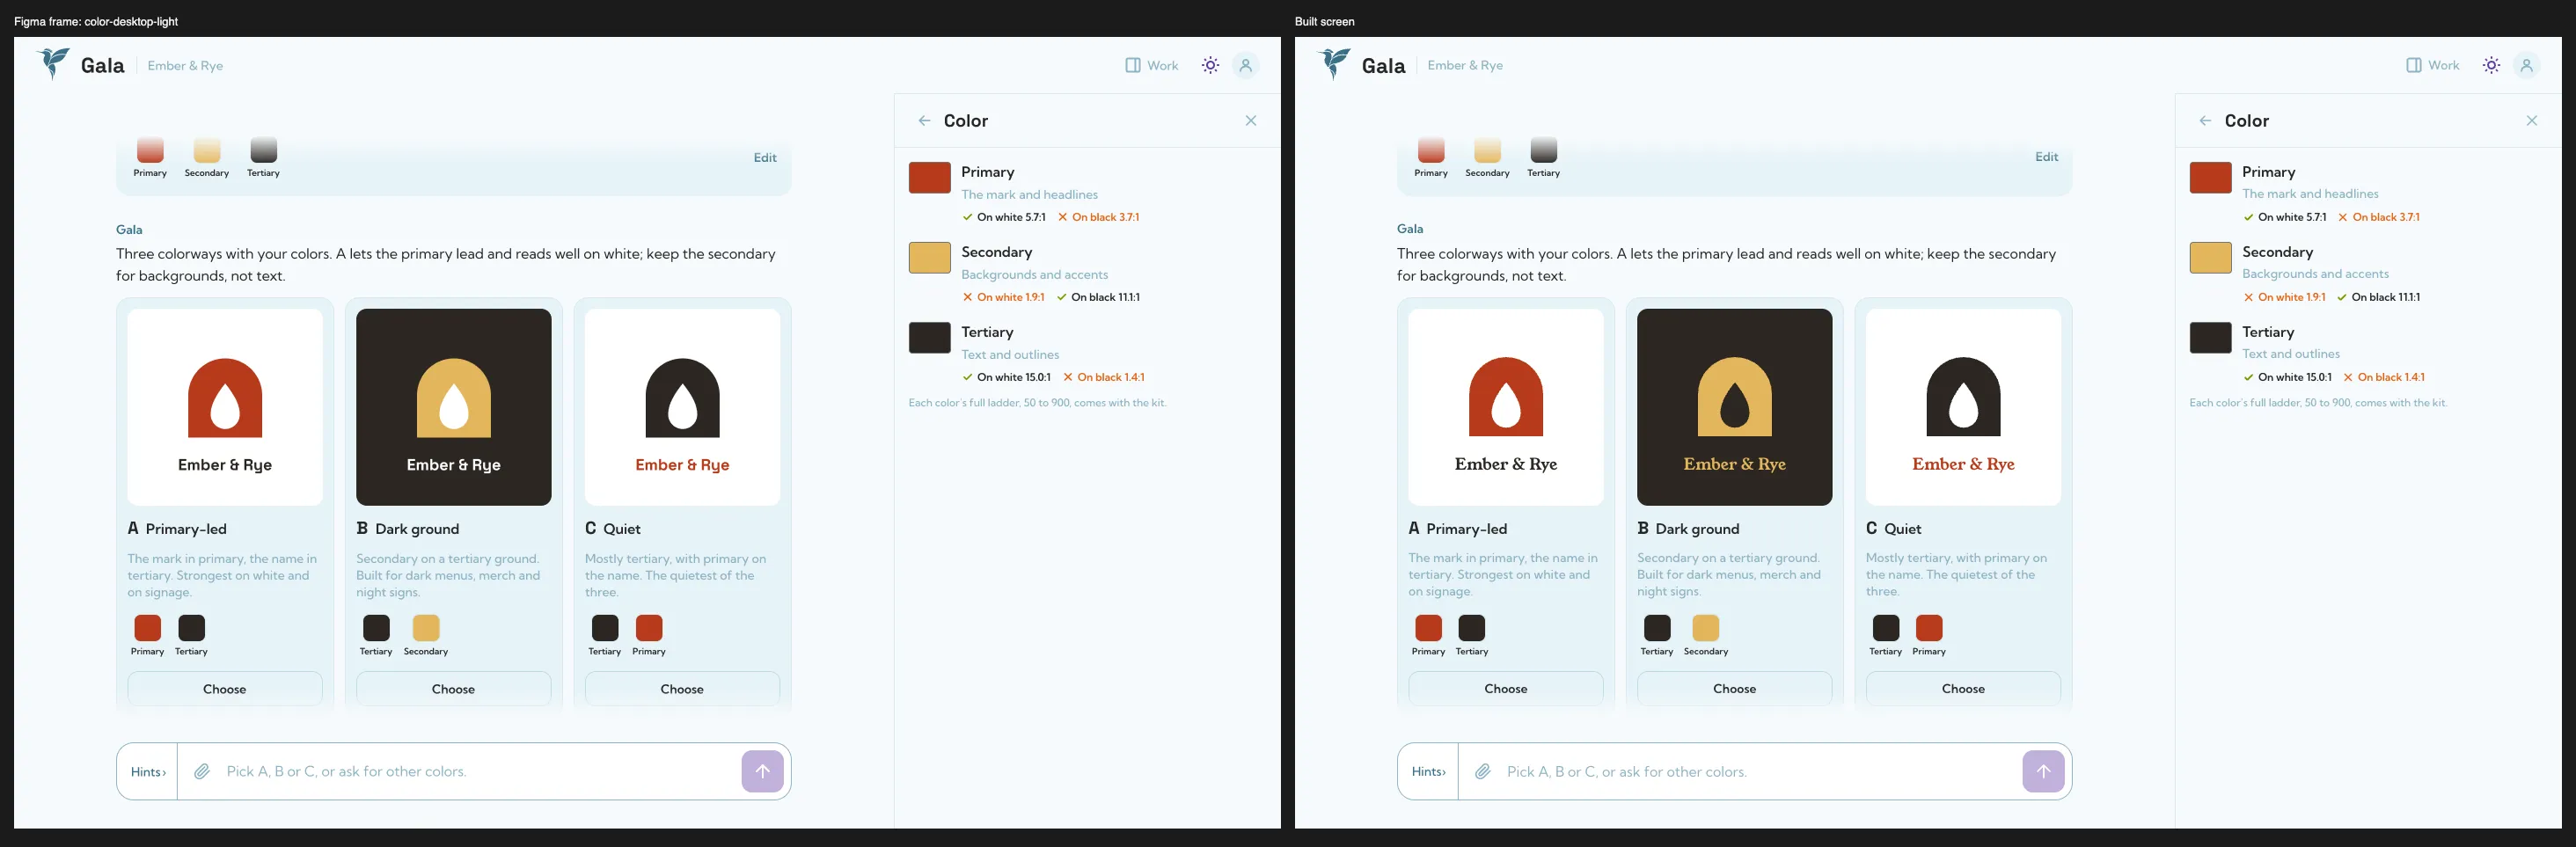 Figma frame: color-desktop-light
Gala
Ember & Rye
Work
Primary
Secondary
Tertiary
Edit
Gala
Three colorways with your colors. A lets the primary lead and reads well on white; keep the secondary
for backgrounds, not text.
Ember & Rye
A Primary-led
The mark in primary, the name in
tertiary. Strongest on white and
on signage.
Primary
Tertiary
Choose
Ember & Rye
B Dark ground
Secondary on a tertiary ground.
Built for dark menus, merch and
night signs.
Tertiary
Secondary
Choose
Ember & Rye
C Quiet
Mostly tertiary, with primary on
the name. The quietest of the
three.
Tertiary
Primary
Choose
Hints›
Pick A, B or C, or ask for other colors.
Color
Primary
The mark and headlines
On white 5.7:1
On black 3.7:1
Secondary
Backgrounds and accents
On white 1.9:1
On black 11.1:1
Tertiary
Text and outlines
On white 15.0:1
On black 1.4:1
Each color's full ladder, 50 to 900, comes with the kit.
Built screen
Gala
Ember & Rye
Work
Primary
Secondary
Tertiary
Edit
Gala
Three colorways with your colors. A lets the primary lead and reads well on white; keep the secondary
for backgrounds, not text.
Ember & Rye
A Primary-led
The mark in primary, the name in
tertiary. Strongest on white and
on signage.
Primary
Tertiary
Choose
Ember & Rye
B Dark ground
Secondary on a tertiary ground.
Built for dark menus, merch and
night signs.
Tertiary
Secondary
Choose
Ember & Rye
C Quiet
Mostly tertiary, with primary on
the name. The quietest of the
three.
Tertiary
Primary
Choose
Hints›
Pick A, B or C, or ask for other colors.
Color
Primary
The mark and headlines
On white 5.7:1
On black 3.7:1
Secondary
Backgrounds and accents
On white 1.9:1
On black 11.1:1
Tertiary
Text and outlines
On white 15.0:1
On black 1.4:1
Each color's full ladder, 50 to 900, comes with the kit.